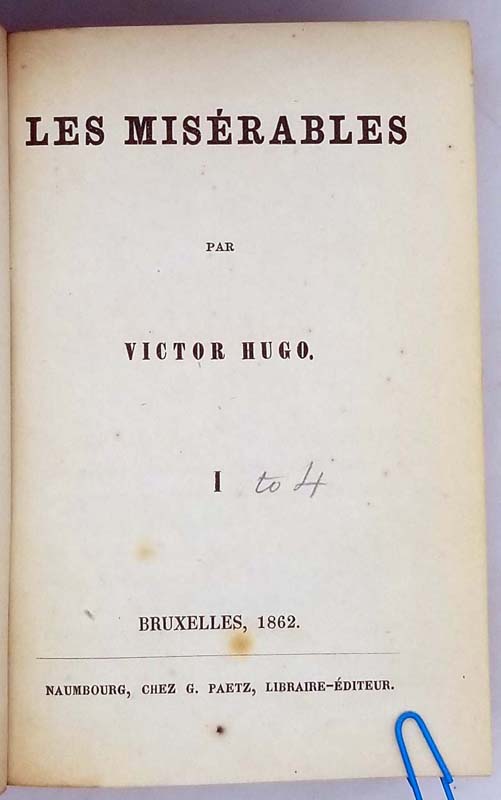 LES MISÉRABLES
PAR
VICTOR HUGO.
I to 4
BRUXELLES, 1862.
NAUMBOURG, CHEZ G. PAETZ, LIBRAIRE-ÉDITEUR.